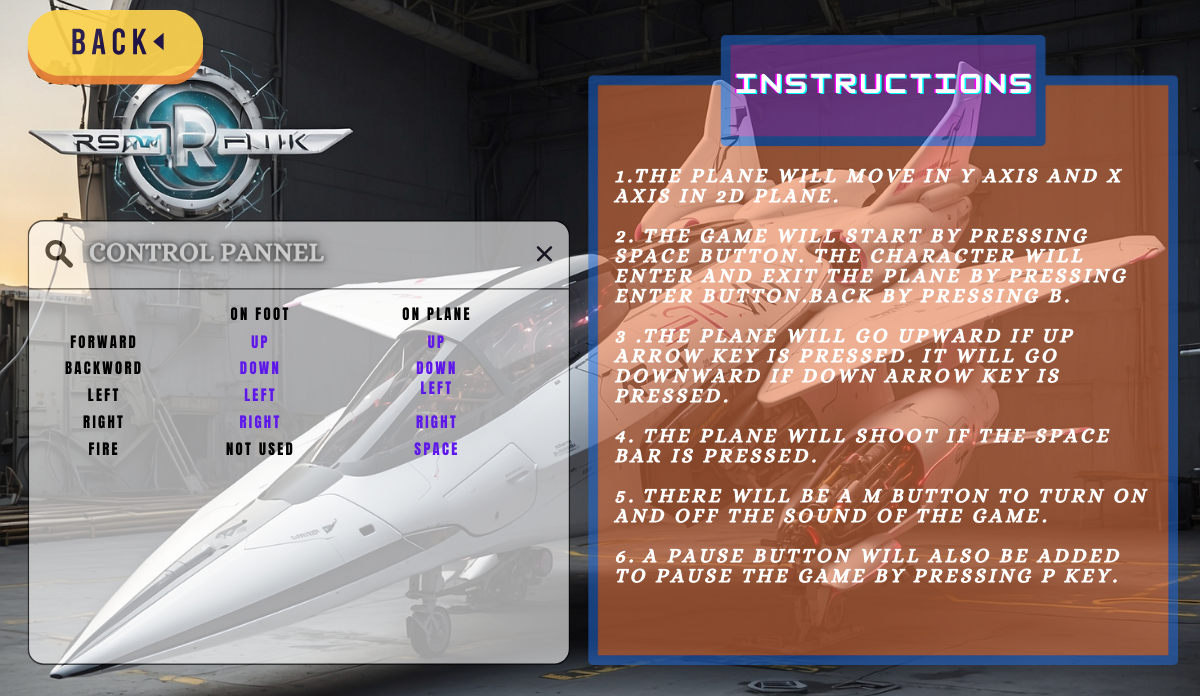 BACK
CONTROL PANNEL
ON FOOT ON PLANE
FORWARD UP UP
BACKWORD DOWN DOWN
LEFT LEFT LEFT
RIGHT RIGHT RIGHT
FIRE NOT USED SPACE
INSTRUCTIONS
1.THE PLANE WILL MOVE IN Y AXIS AND X
AXIS IN 2D PLANE.
2. THE GAME WILL START BY PRESSING
SPACE BUTTON. THE CHARACTER WILL
ENTER AND EXIT THE PLANE BY PRESSING
ENTER BUTTON.BACK BY PRESSING B.
3 .THE PLANE WILL GO UPWARD IF UP
ARROW KEY IS PRESSED. IT WILL GO
DOWNWARD IF DOWN ARROW KEY IS
PRESSED.
4. THE PLANE WILL SHOOT IF THE SPACE
BAR IS PRESSED.
5. THERE WILL BE A M BUTTON TO TURN ON
AND OFF THE SOUND OF THE GAME.
6. A PAUSE BUTTON WILL ALSO BE ADDED
TO PAUSE THE GAME BY PRESSING P KEY.